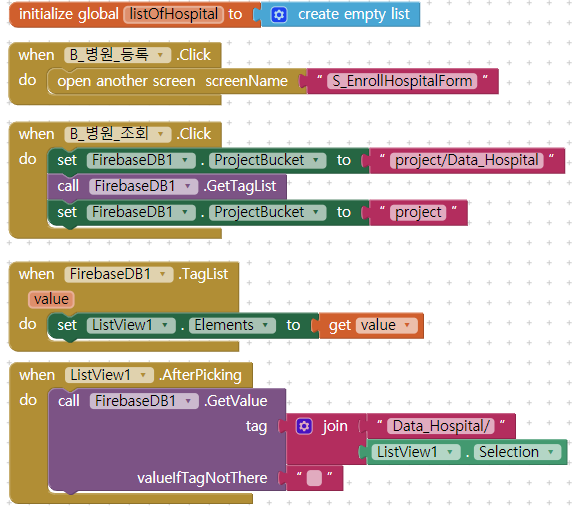 initialize global listOfHospital to create empty list
when B_병원_등록 .Click
do open another screen screenName " S_EnrollHospitalForm "
when B_병원_조회 .Click
do set FirebaseDB1 . ProjectBucket to " project/Data_Hospital "
call FirebaseDB1 .GetTagList
set FirebaseDB1 . ProjectBucket to " project "
when FirebaseDB1 .TagList
value
do set ListView1 . Elements to get value
when ListView1 .AfterPicking
do call FirebaseDB1 .GetValue
tag join " Data_Hospital/ "
ListView1 . Selection
valueIfTagNotThere " "